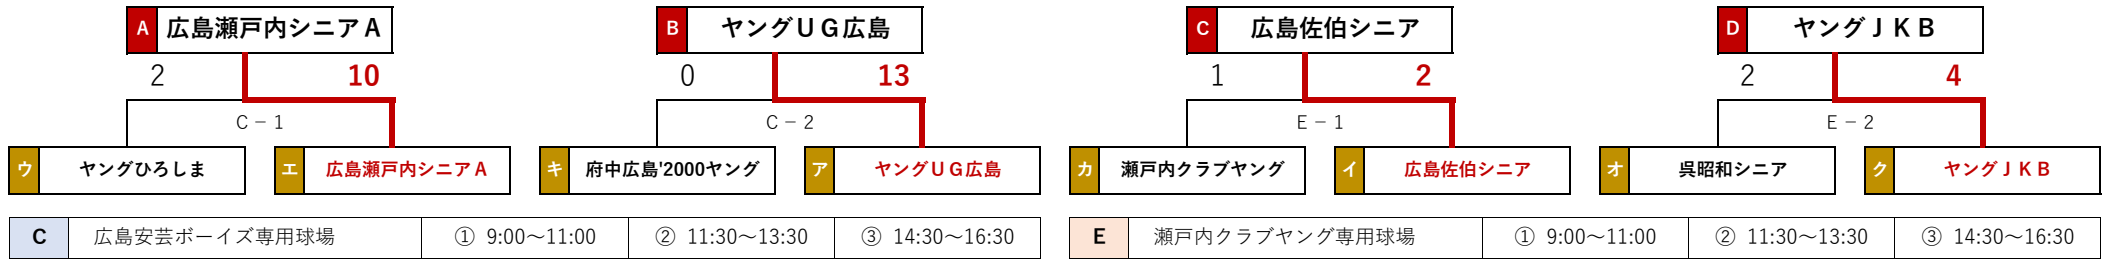 A 広島瀬戸内シニアＡ B ヤングＵＧ広島 C 広島佐伯シニア D ヤングＪＫＢ
2 10 0 13 1 2 2 4
C－1 C－2 E－1 E－2
ウ ヤングひろしま エ 広島瀬戸内シニアＡ キ 府中広島'2000ヤング ア ヤングＵＧ広島 カ 瀬戸内クラブヤング イ 広島佐伯シニア オ 呉昭和シニア ク ヤングＪＫＢ
C 広島安芸ボーイズ専用球場 ① 9:00～11:00 ② 11:30～13:30 ③ 14:30～16:30 E 瀬戸内クラブヤング専用球場 ① 9:00～11:00 ② 11:30～13:30 ③ 14:30～16:30